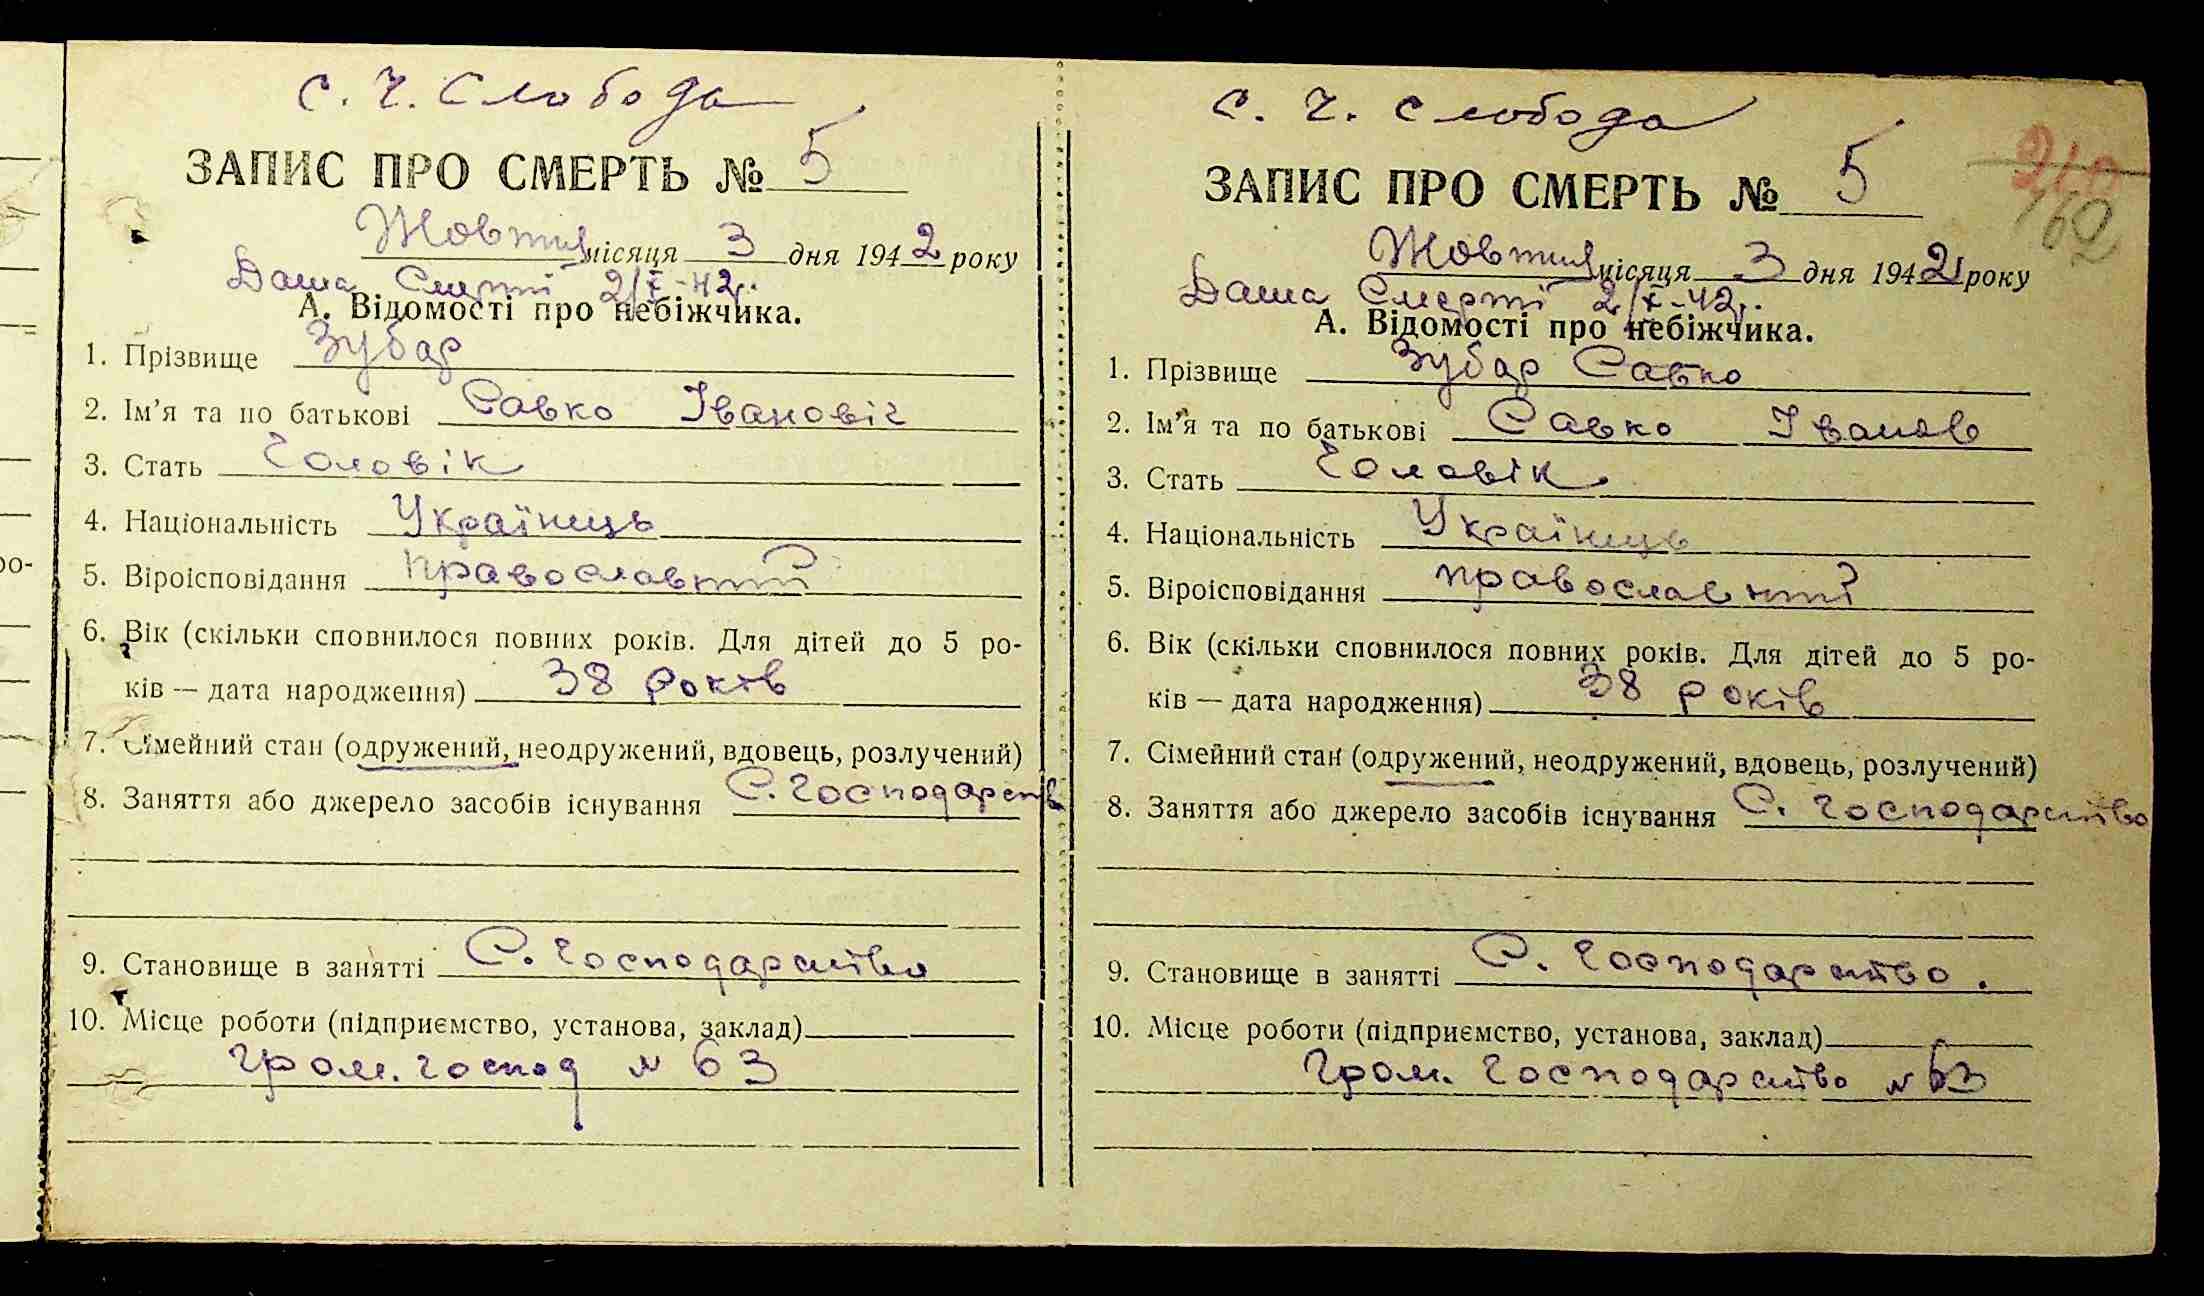 ро-
с. Ч. Слобода
ЗАПИС ПРО СМЕРТЬ № 5
Жовтня місяця 3 дня 1942 року
Дата Смерті 2/X-42р.
А. Відомості про небіжчика.
1. Прізвище Зубар
2. Ім'я та по батькові Савко Івановіч
3. Стать Чоловік
4. Національність Українець
5. Віроісповідання православний
6. Вік (скільки сповнилося повних років. Для дітей до 5 ро-
ків — дата народження) 38 років
7. Сімейний стан (одружений, неодружений, вдовець, розлучений)
8. Заняття або джерело засобів існування С. Господарств
9. Становище в занятті С. Господарство
10. Місце роботи (підприємство, установа, заклад)
Гром. Господ № 63
с. Ч. Слобода
210
160
ЗАПИС ПРО СМЕРТЬ № 5
Жовтня місяця 3 дня 1942 року
Дата Смерті 2/X-42р.
А. Відомості про небіжчика.
1. Прізвище Зубар Савко
2. Ім'я та по батькові Савко Іванов
3. Стать Чоловік
4. Національність Українець
5. Віроісповідання православний
6. Вік (скільки сповнилося повних років. Для дітей до 5 ро-
ків — дата народження) 38 років
7. Сімейний стан (одружений, неодружений, вдовець, розлучений)
8. Заняття або джерело засобів існування С. Господарство
9. Становище в занятті С. Господарство.
10. Місце роботи (підприємство, установа, заклад)
Гром. Господарство № 63